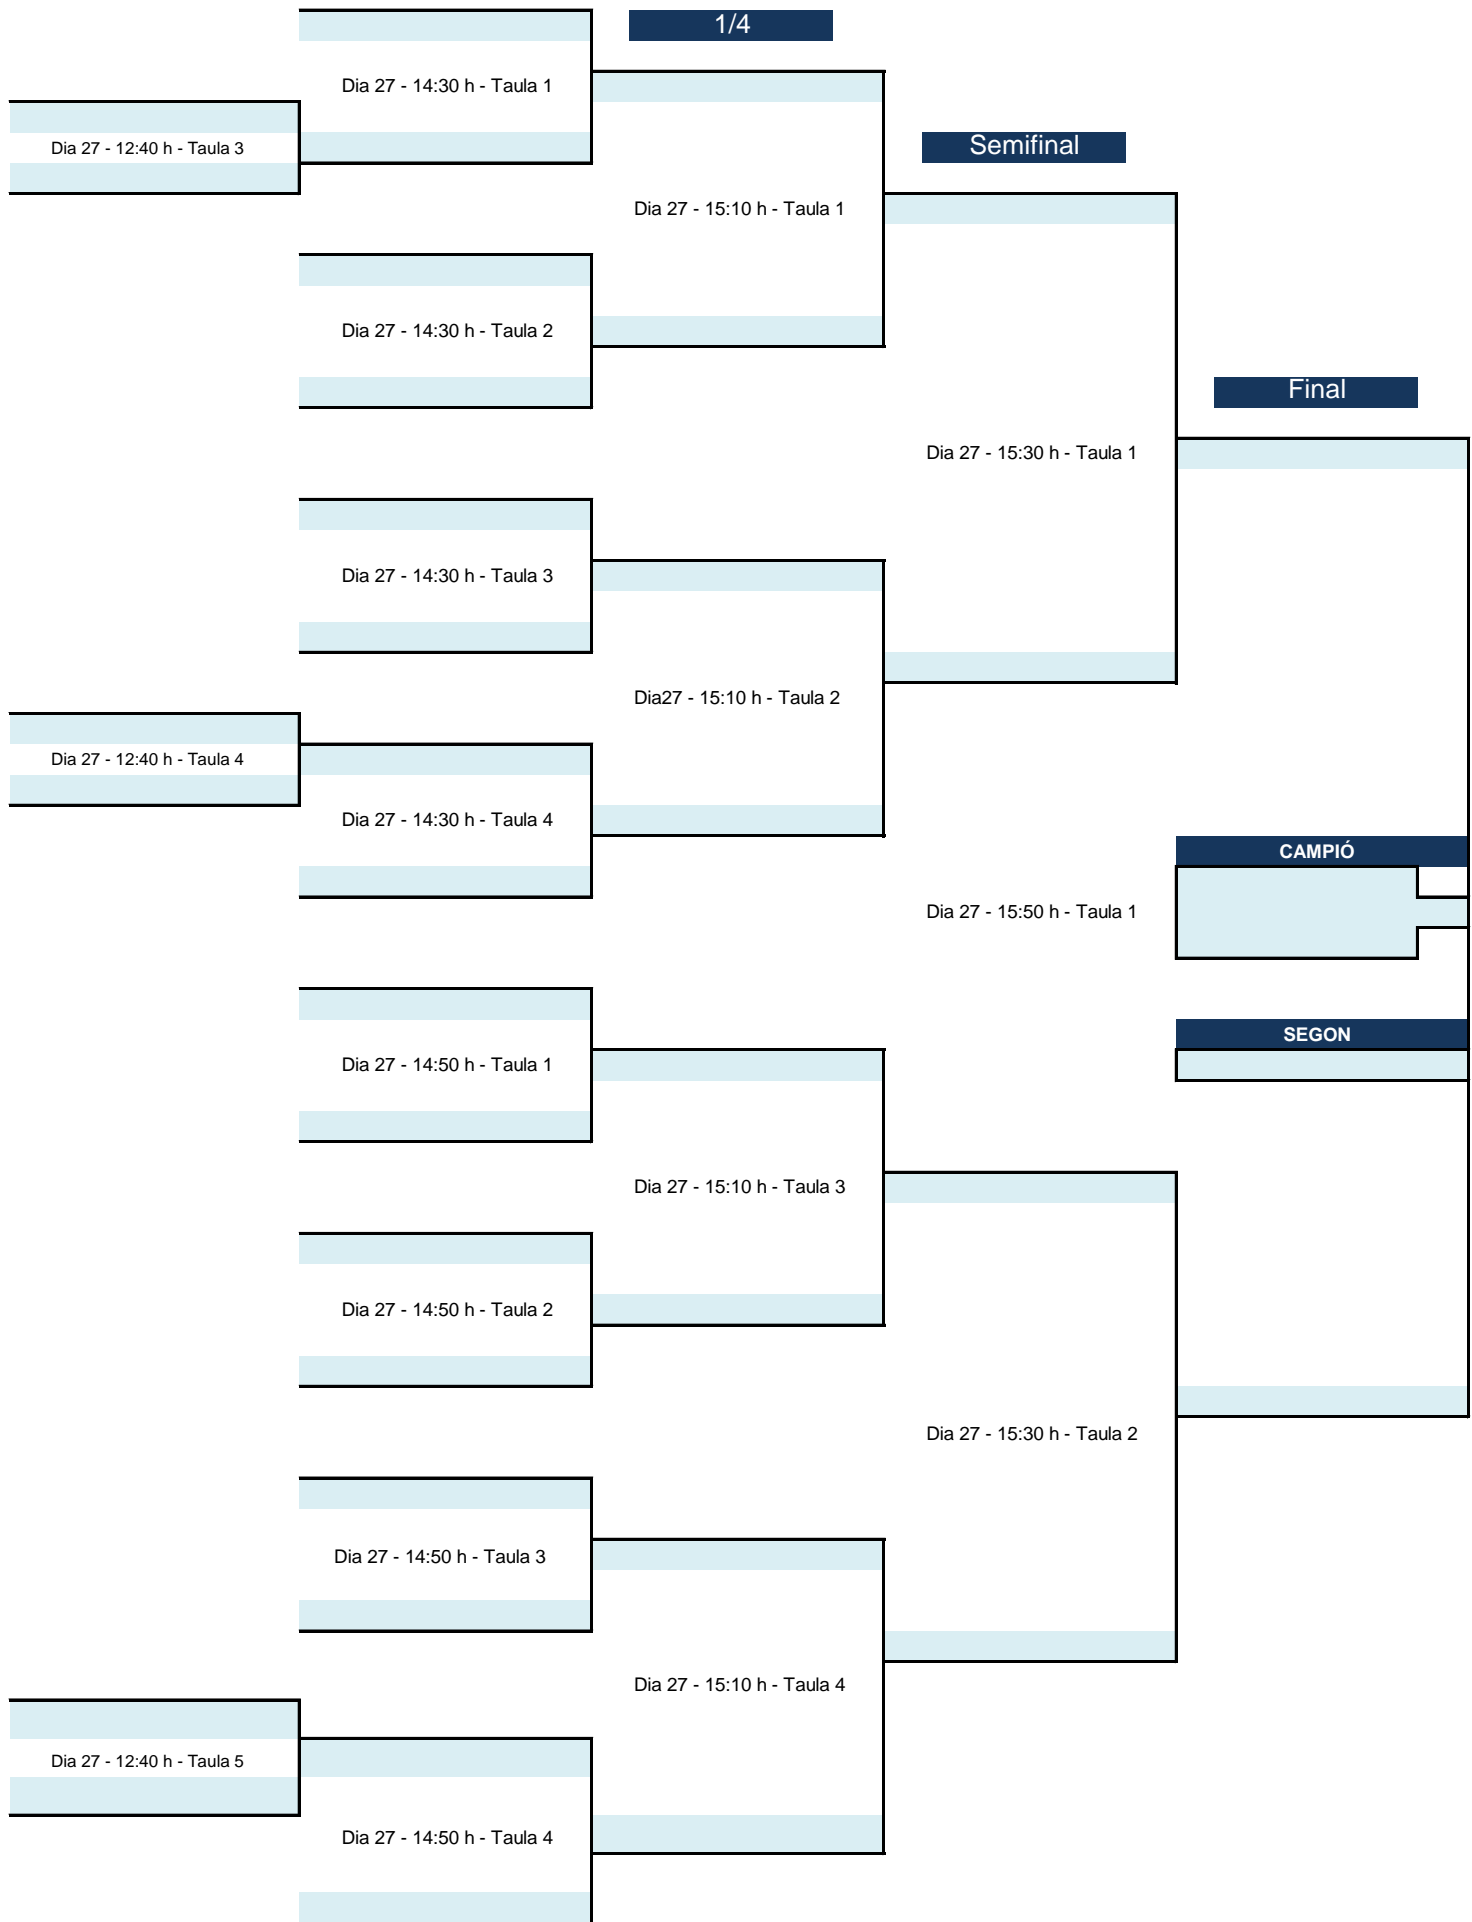 1/4
Dia 27 - 14:30 h - Taula 1
Dia 27 - 12:40 h - Taula 3
Semifinal
Dia 27 - 15:10 h - Taula 1
Dia 27 - 14:30 h - Taula 2
Final
Dia 27 - 15:30 h - Taula 1
Dia 27 - 14:30 h - Taula 3
Dia27 - 15:10 h - Taula 2
Dia 27 - 12:40 h - Taula 4
Dia 27 - 14:30 h - Taula 4
CAMPIÓ
Dia 27 - 15:50 h - Taula 1
SEGON
Dia 27 - 14:50 h - Taula 1
Dia 27 - 15:10 h - Taula 3
Dia 27 - 14:50 h - Taula 2
Dia 27 - 15:30 h - Taula 2
Dia 27 - 14:50 h - Taula 3
Dia 27 - 15:10 h - Taula 4
Dia 27 - 12:40 h - Taula 5
Dia 27 - 14:50 h - Taula 4